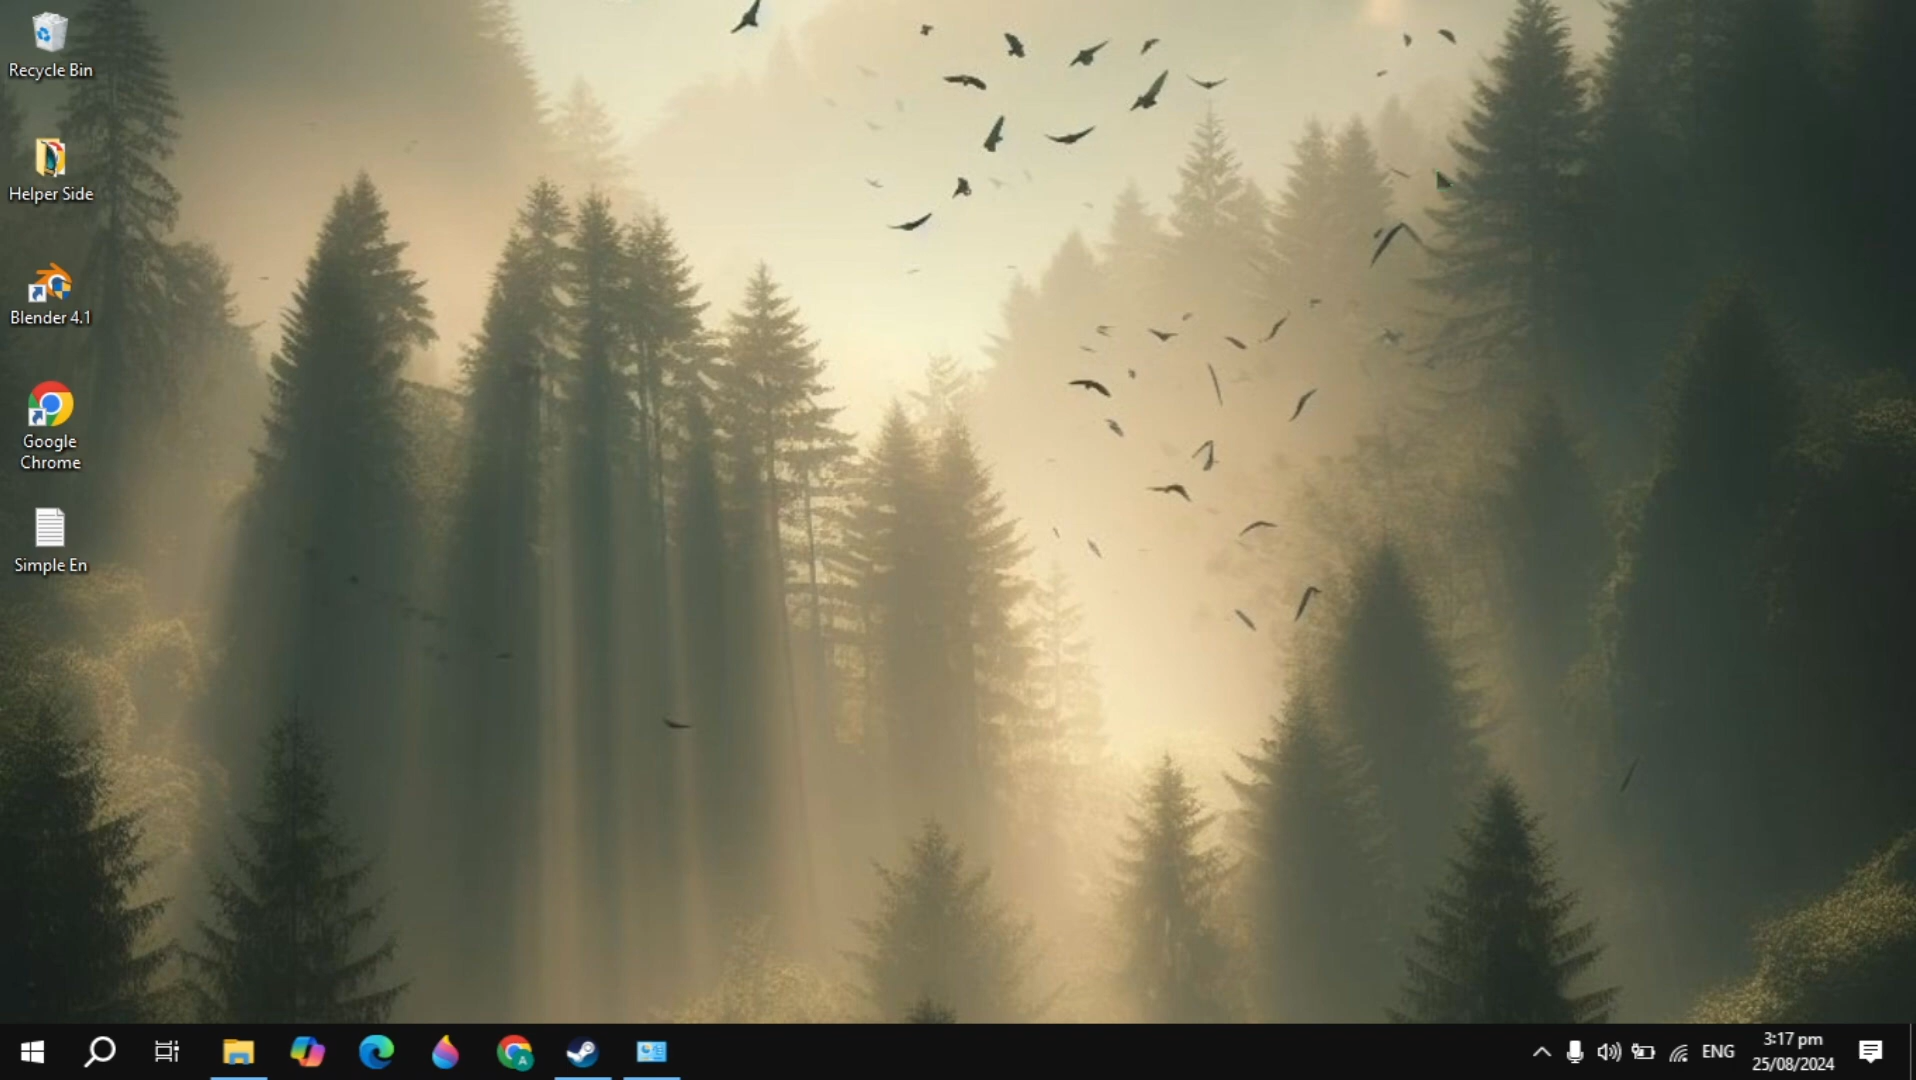 Recycle Bin
Helper Side
Blender 4.1
Google
Chrome
Simple En
A
ENG
3:17 pm
25/08/2024